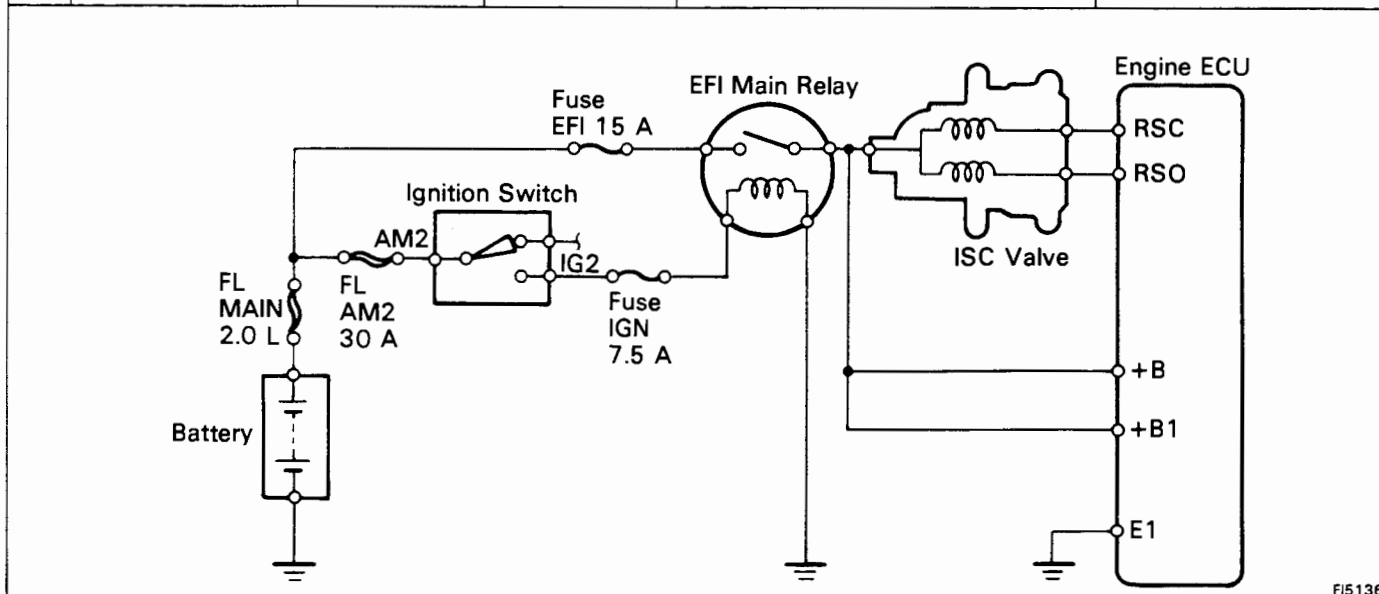 Engine ECU
EFI Main Relay
Fuse
EFI 15 A
RSC
RSO
Ignition Switch
AM2
IG2
ISC Valve
FL
MAIN
2.0 L
FL
AM2
30 A
Fuse
IGN
7.5 A
+B
Battery
+B1
E1
FI5136